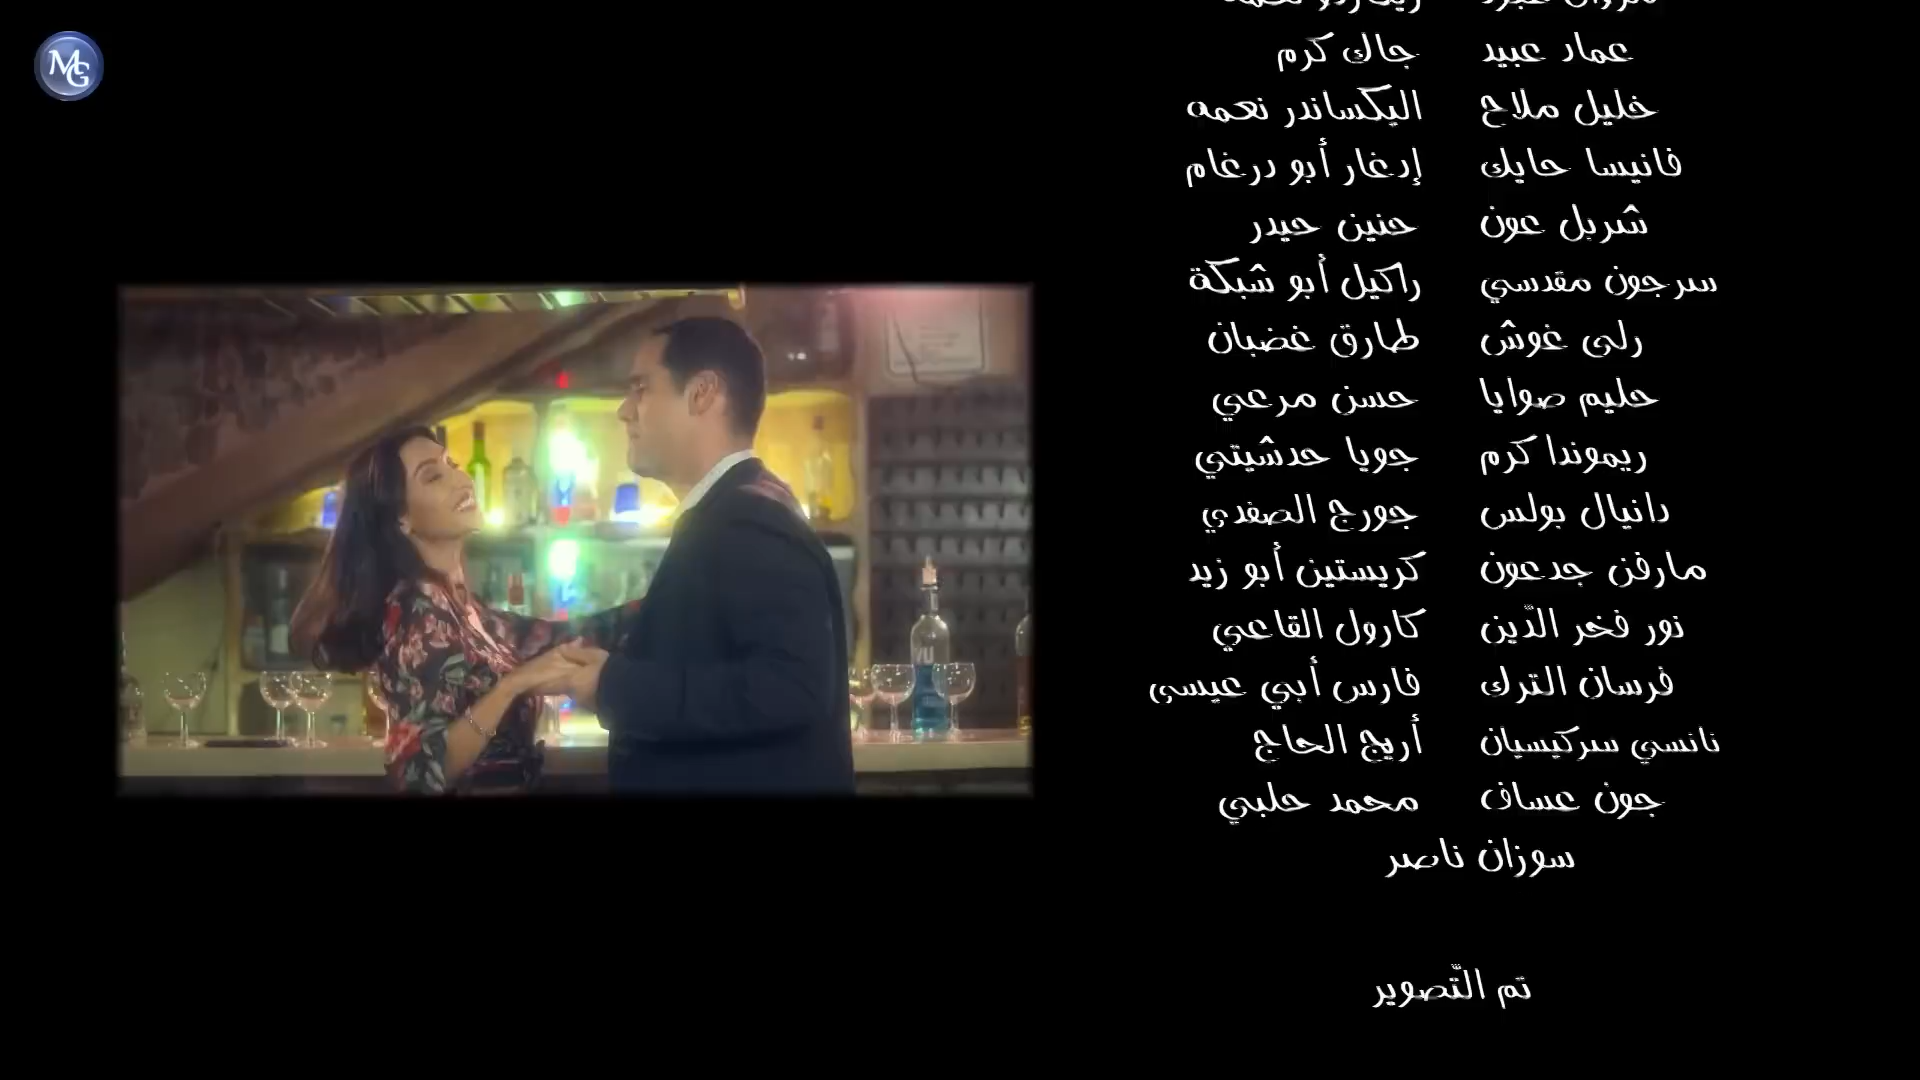 MG
عماد عبيد جاك كرم
خليل ملاح اليكساندر نعمه
فانيسا حايك إدغار أبو درغام
شربل عون حنين حيدر
سرجون مقدسي راكيل أبو شبكة
رلى غوش طارق غضبان
حليم صوايا حسن مرعي
ريموندا كرم جويا حدشيتي
دانيال بولس جورج الصفدي
مارفن جدعون كريستين أبو زيد
نور فخر الدّين كارول القاعي
فرسان الترك فارس أبي عيسى
نانسي سركيسيان أريج الحاج
جون عساف محمد حلبي
سوزان ناصر
تم التّصوير